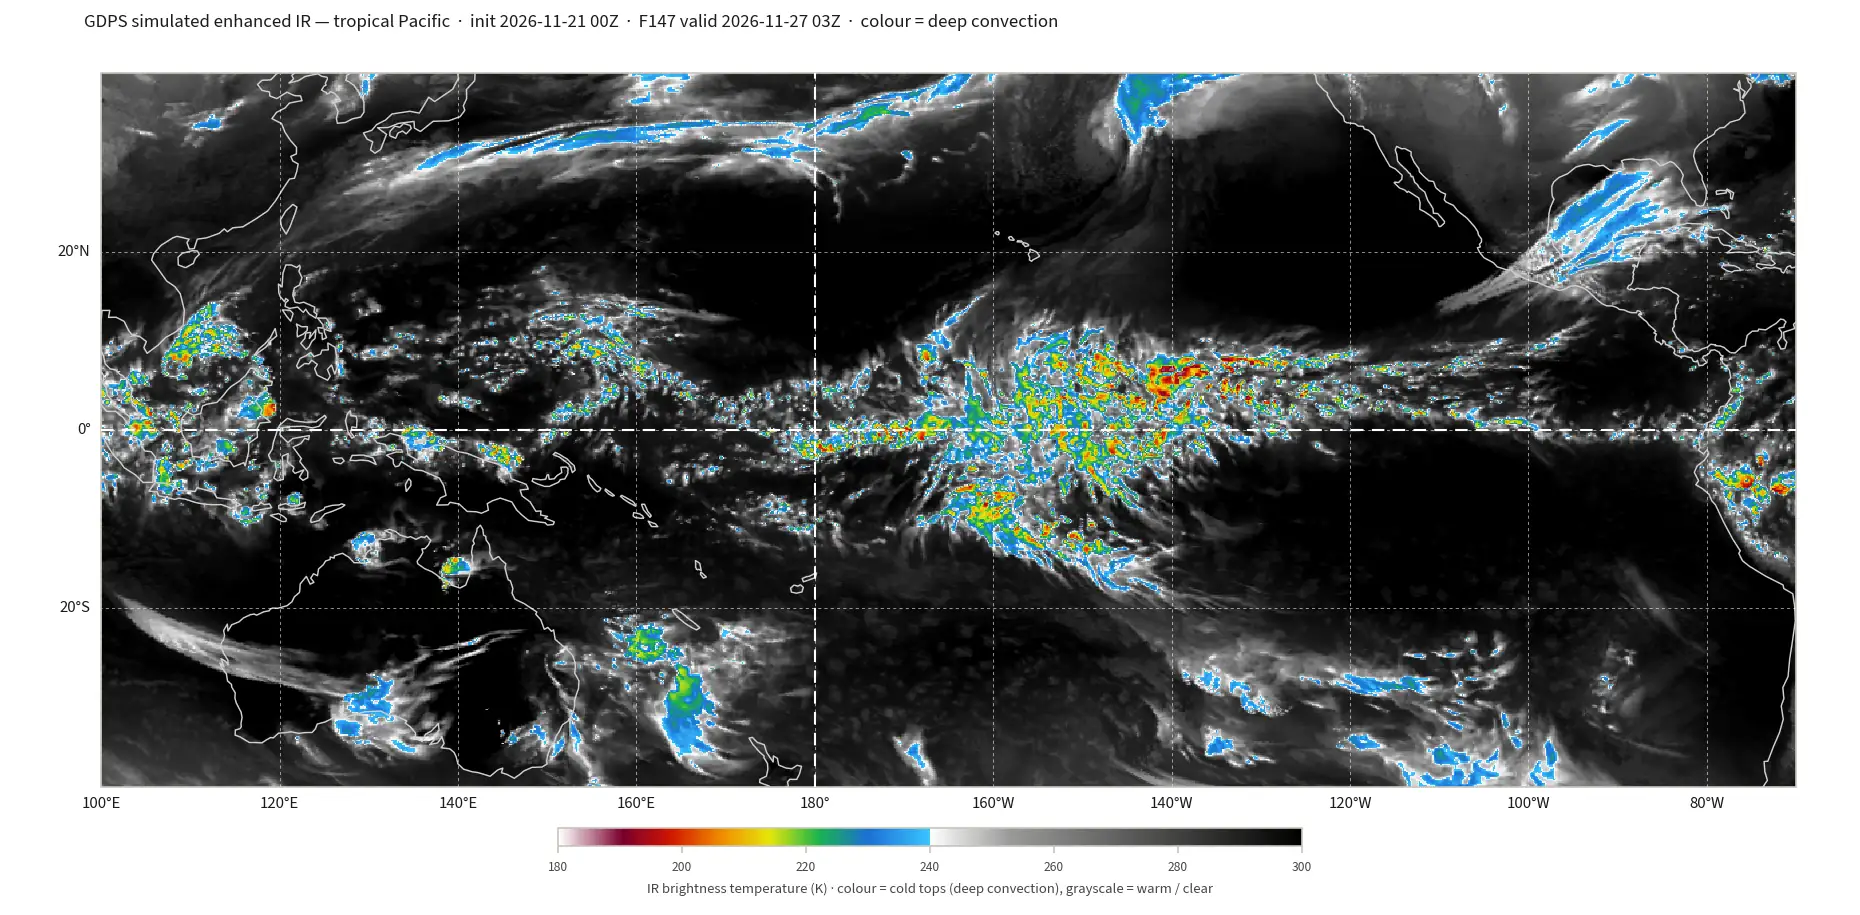 GDPS simulated enhanced IR — tropical Pacific · init 2026-11-21 00Z · F147 valid 2026-11-27 03Z · colour = deep convection
20°N
0°
20°S
100°E 120°E 140°E 160°E 180° 160°W 140°W 120°W 100°W 80°W
180 200 220 240 260 280 300
IR brightness temperature (K) · colour = cold tops (deep convection), grayscale = warm / clear